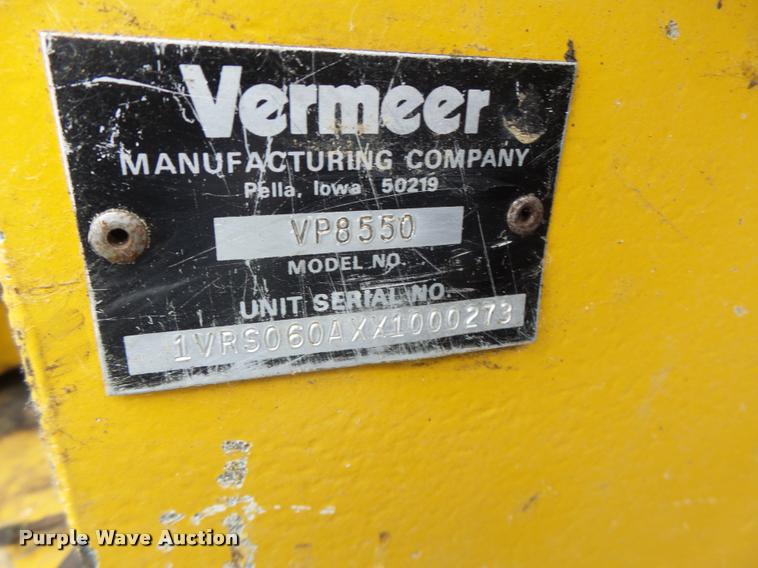 Vermeer
MANUFACTURING COMPANY
Pella, Iowa 50219
VP8550
MODEL NO.
UNIT SERIAL NO.
1VRS060AXX1000273
Purple Wave Auction